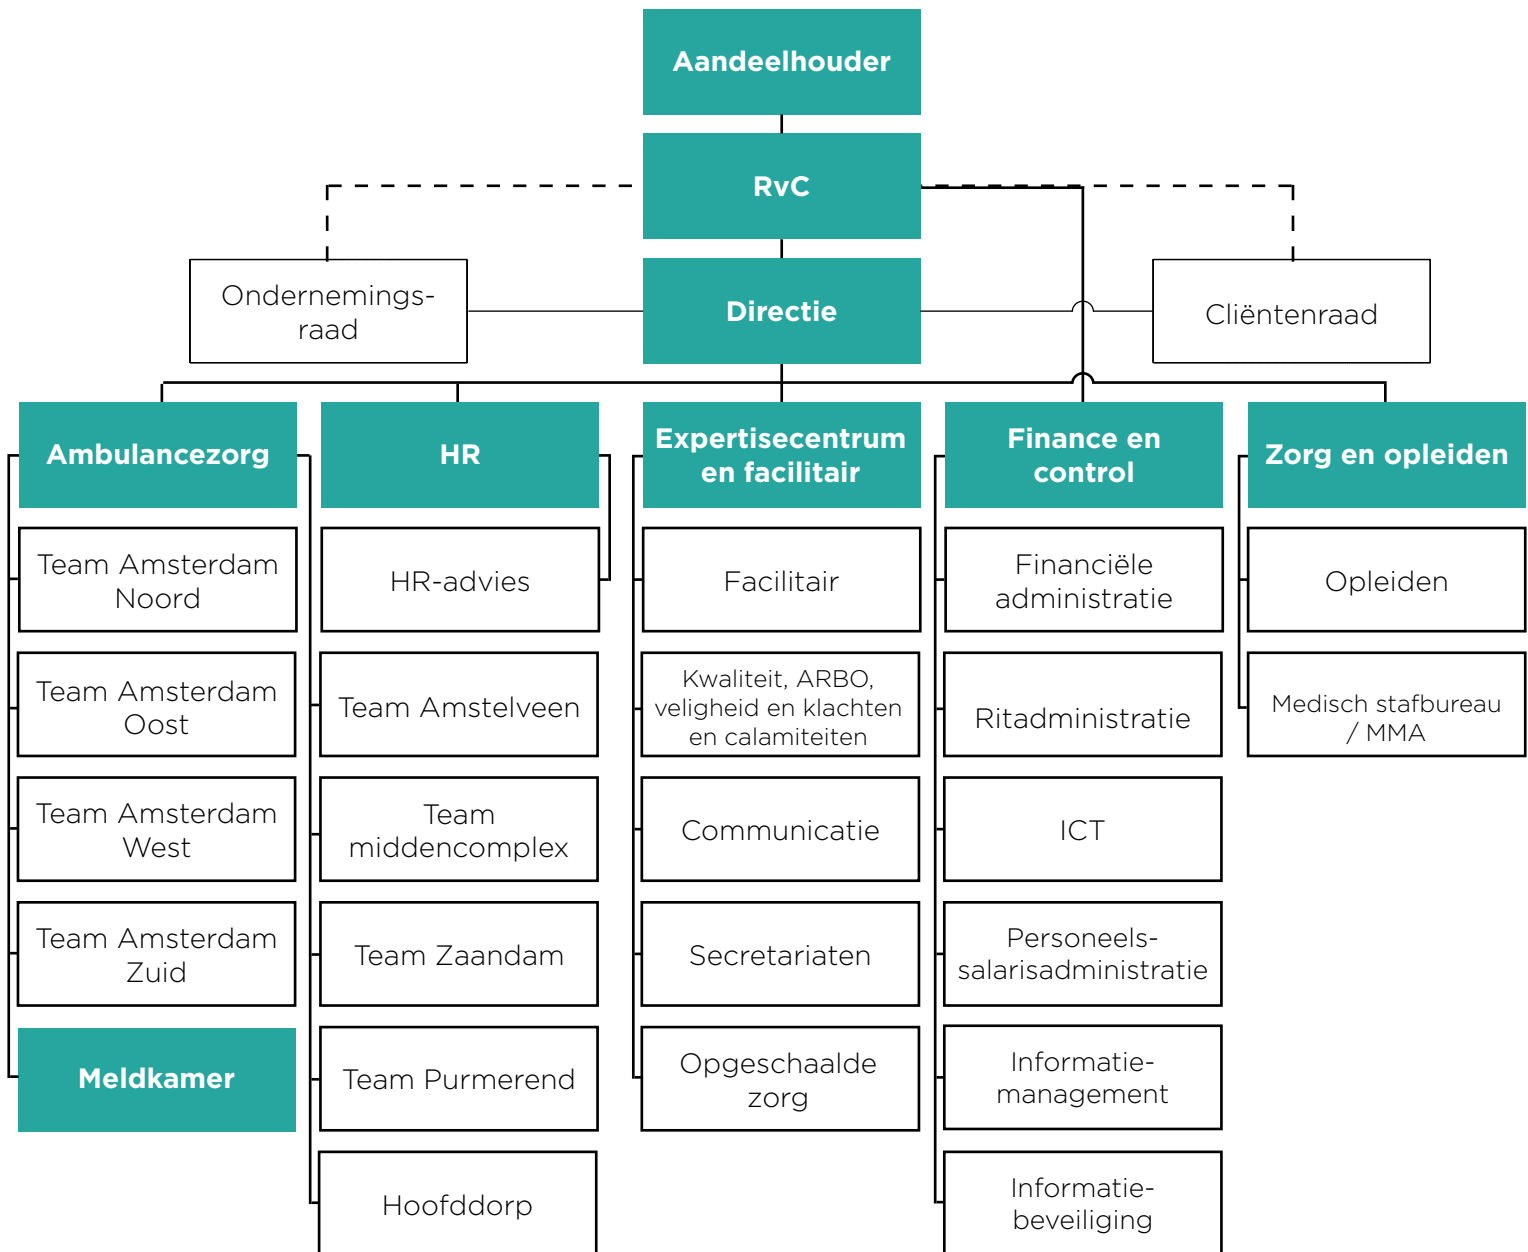 Aandeelhouder
RvC
Ondernemings-
raad
Directie
Cliëntenraad
Ambulancezorg
HR
Expertisecentrum
en facilitair
Finance en
control
Zorg en opleiden
Team Amsterdam
Noord
HR-advies
Facilitair
Financiële
administratie
Opleiden
Team Amsterdam
Oost
Team Amstelveen
Kwaliteit, ARBO,
veligheid en klachten
en calamiteiten
Ritadministratie
Medisch stafbureau
/ MMA
Team Amsterdam
West
Team
middencomplex
Communicatie
ICT
Team Amsterdam
Zuid
Team Zaandam
Secretariaten
Personeels-
salarisadministratie
Meldkamer
Team Purmerend
Opgeschaalde
zorg
Informatie-
management
Hoofddorp
Informatie-
beveiliging